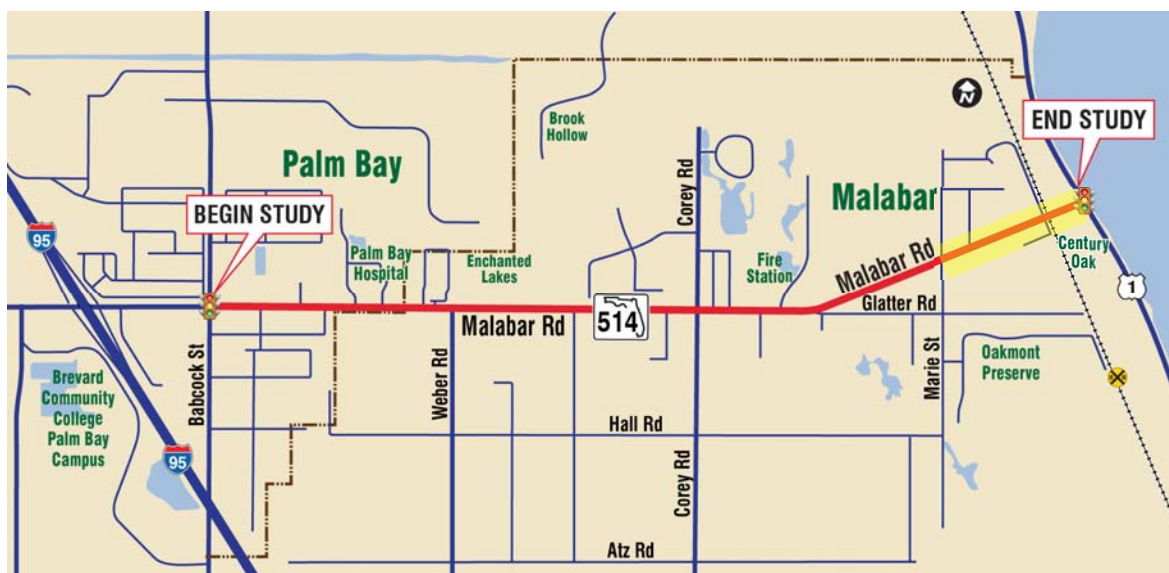 Brook
Hollow
N
END STUDY
Palm Bay
Corey Rd
Malabar
BEGIN STUDY
95
Palm Bay
Hospital
Enchanted
Lakes
Fire
Station
Malabar Rd
Century
Oak
1
Glatter Rd
514
Malabar Rd
Babcock St
Weber Rd
Marie St
Oakmont
Preserve
Brevard
Community
College
Palm Bay
Campus
Hall Rd
95
Corey Rd
Atz Rd